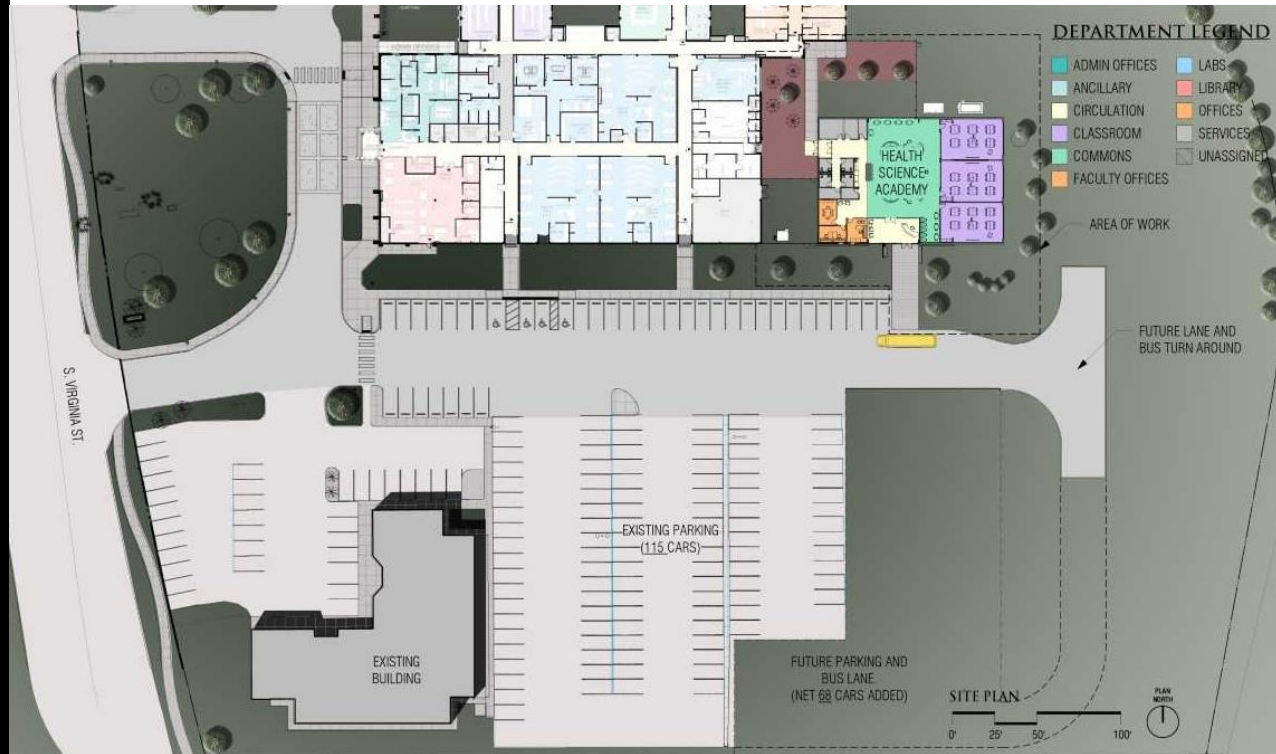 DEPARTMENT LEGEND
ADMIN OFFICES
ANCILLARY
CIRCULATION
CLASSROOM
COMMONS
FACULTY OFFICES
LABS
LIBRARY
OFFICES
SERVICES
UNASSIGNED
HEALTH
SCIENCE
ACADEMY
AREA OF WORK
FUTURE LANE AND
BUS TURN AROUND
S. VIRGINIA ST.
EXISTING PARKING
(115 CARS)
EXISTING
BUILDING
FUTURE PARKING AND
BUS LANE.
(NET 68 CARS ADDED)
SITE PLAN
0' 25' 50' 100'
PLAN
NORTH